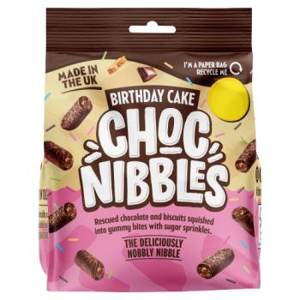 MADE IN
THE UK
I'M A PAPER BAG
RECYCLE ME
BIRTHDAY CAKE
CHOC
NIBBLES
Rescued chocolate and biscuits squished
into yummy bites with sugar sprinkles.
THE DELICIOUSLY
NOBBLY NIBBLE